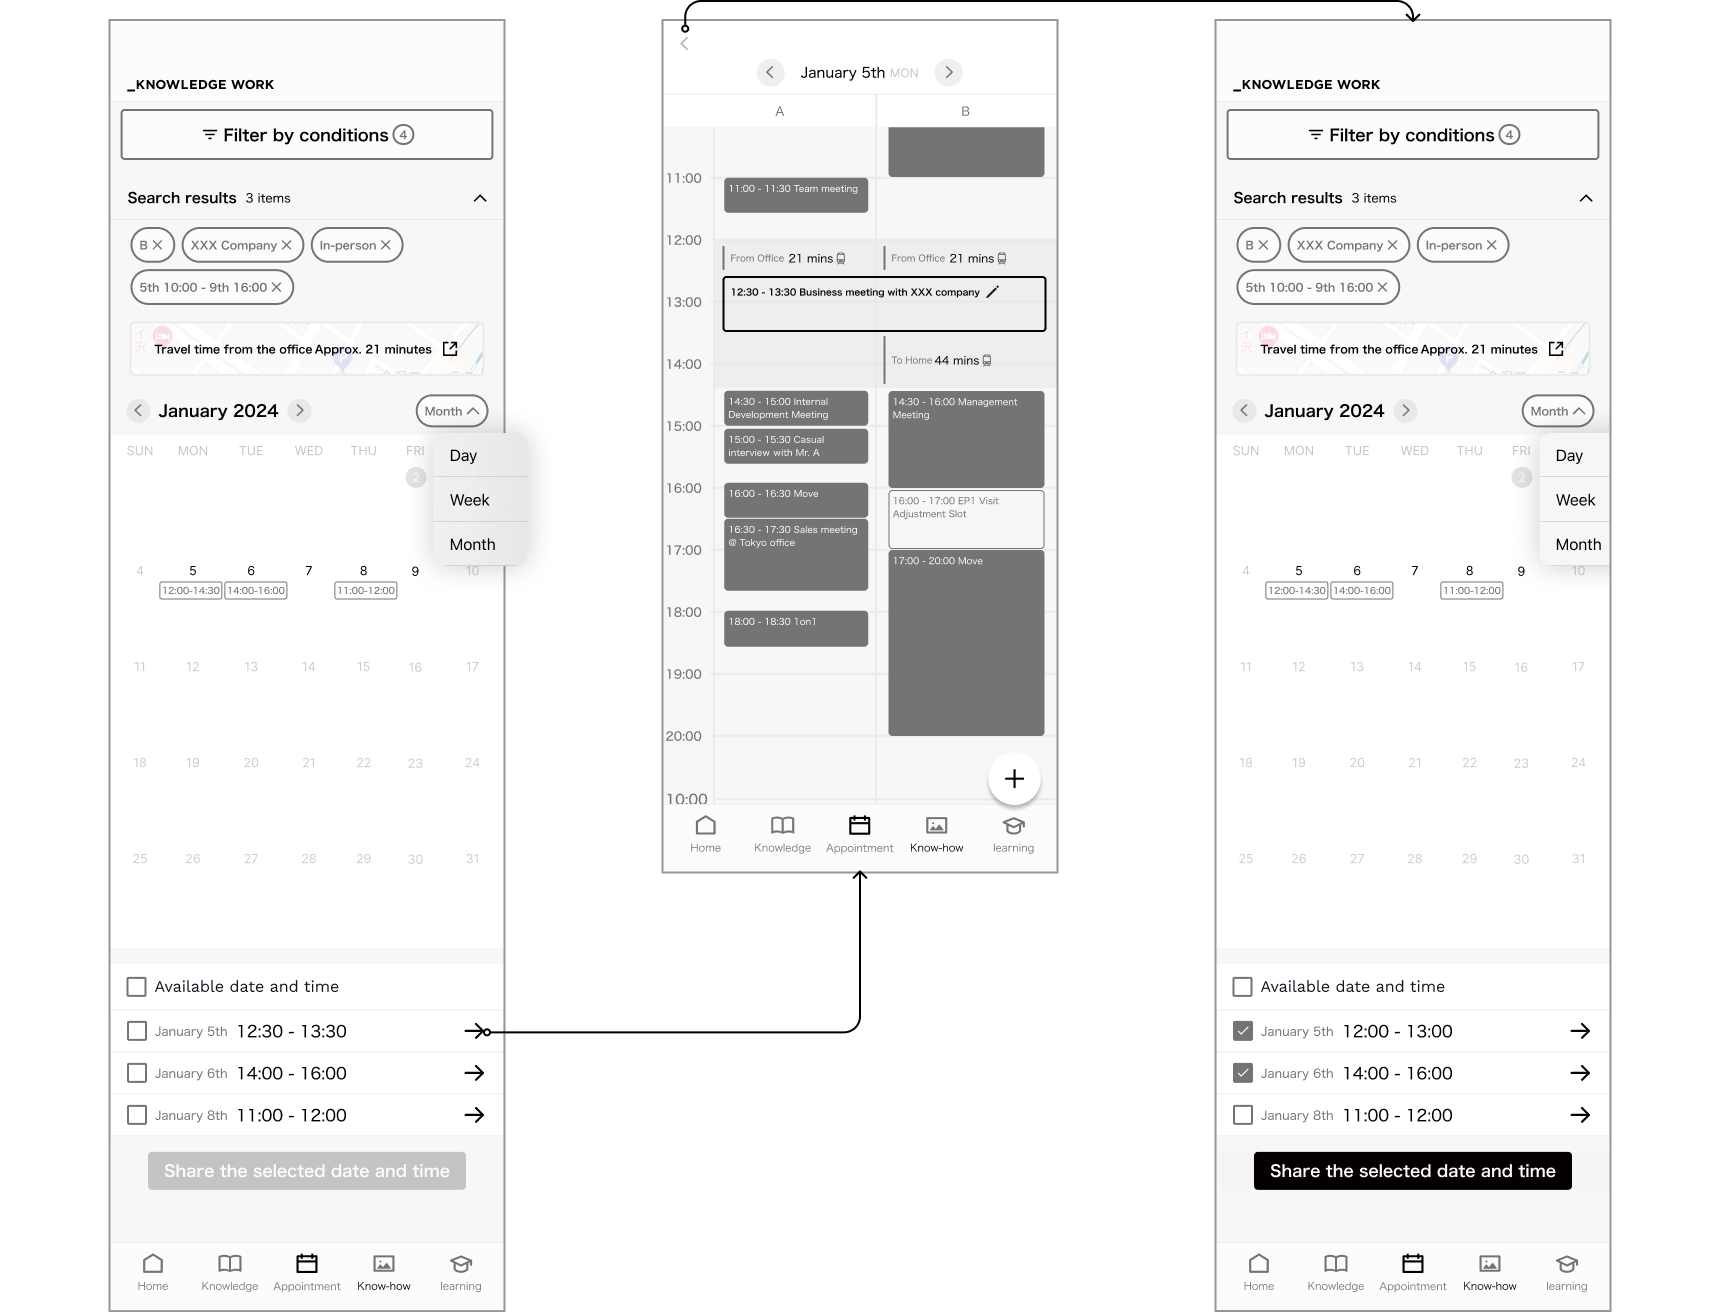 _KNOWLEDGE WORK
Filter by conditions 4
Search results 3 items
B
XXX Company
In-person
5th 10:00 - 9th 16:00
イ
沢
Travel time from the office Approx. 21 minutes
January 2024
Month
SUN MON TUE WED THU FRI
Day
2
Week
Month
4 5 6 7 8 9 10
12:00-14:30 14:00-16:00 11:00-12:00
11 12 13 14 15 16 17
18 19 20 21 22 23 24
25 26 27 28 29 30 31
Available date and time
January 5th 12:30 - 13:30
January 6th 14:00 - 16:00
January 8th 11:00 - 12:00
Share the selected date and time
Home Knowledge Appointment Know-how learning
January 5th MON
A B
11:00
11:00 - 11:30 Team meeting
12:00
From Office 21 mins
From Office 21 mins
12:30 - 13:30 Business meeting with XXX company
13:00
To Home 44 mins
14:00
14:30 - 15:00 Internal
Development Meeting
14:30 - 16:00 Management
Meeting
15:00
15:00 - 15:30 Casual
interview with Mr. A
16:00
16:00 - 16:30 Move
16:00 - 17:00 EP1 Visit
Adjustment Slot
16:30 - 17:30 Sales meeting
@ Tokyo office
17:00
17:00 - 20:00 Move
18:00
18:00 - 18:30 1on1
19:00
20:00
10:00
Home Knowledge Appointment Know-how learning
_KNOWLEDGE WORK
Filter by conditions 4
Search results 3 items
B
XXX Company
In-person
5th 10:00 - 9th 16:00
イ
沢
Travel time from the office Approx. 21 minutes
January 2024
Month
SUN MON TUE WED THU FRI
Day
2
Week
Month
4 5 6 7 8 9 10
12:00-14:30 14:00-16:00 11:00-12:00
11 12 13 14 15 16 17
18 19 20 21 22 23 24
25 26 27 28 29 30 31
Available date and time
January 5th 12:00 - 13:00
January 6th 14:00 - 16:00
January 8th 11:00 - 12:00
Share the selected date and time
Home Knowledge Appointment Know-how learning